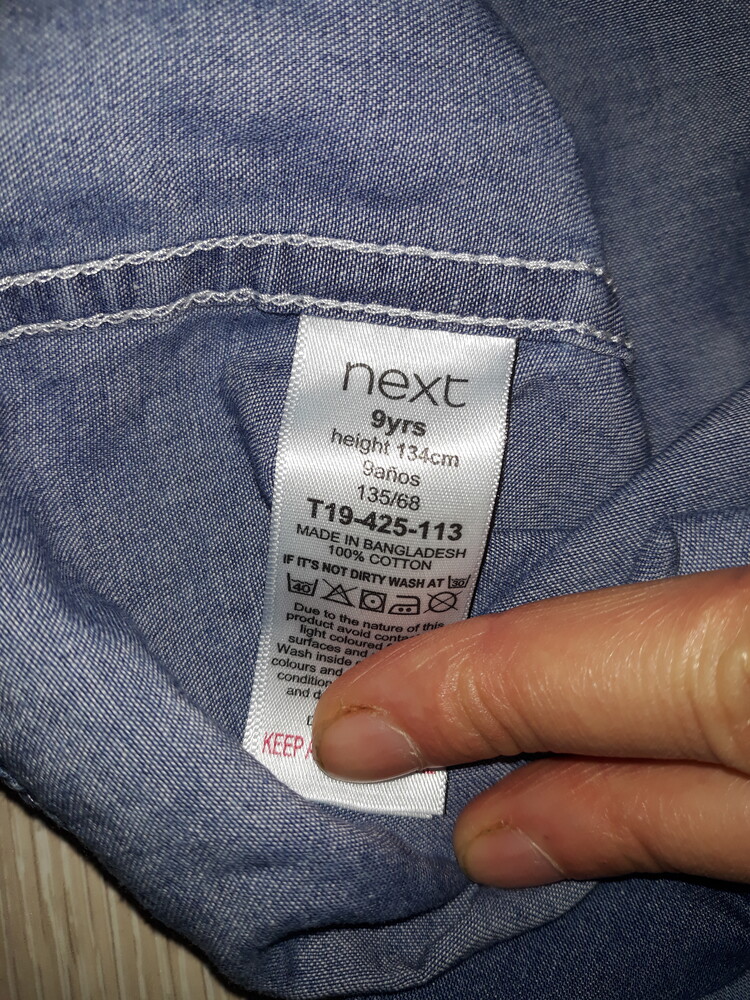 next
9yrs
height 134cm
9años
135/68
T19-425-113
MADE IN BANGLADESH
100% COTTON
IF IT'S NOT DIRTY WASH AT 30
40
Due to the nature of this
product avoid
light coloured
surfaces and
Wash inside
colours and
and
KEEP